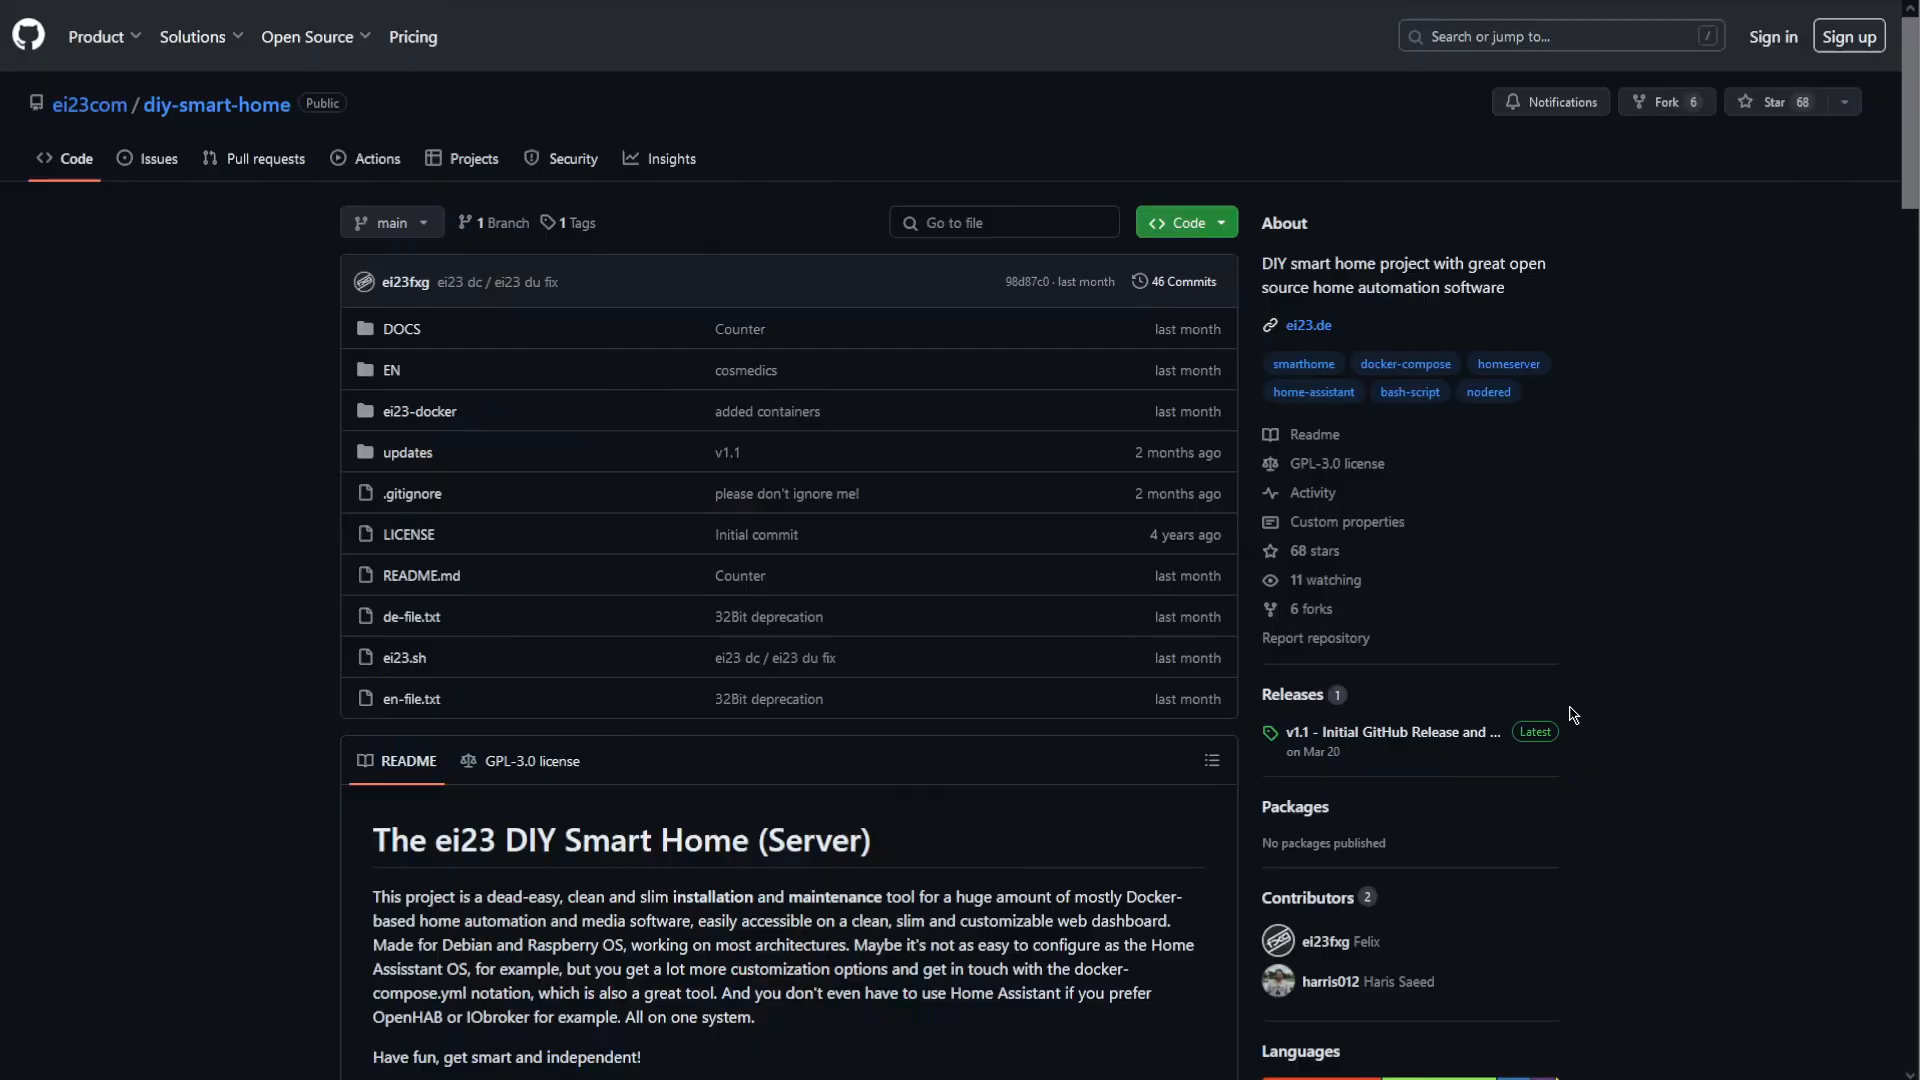 Product
Solutions
Open Source
Pricing
Search or jump to...
/
Sign in
Sign up
ei23com / diy-smart-home
Public
Notifications
Fork 6
Star 68
Code
Issues
Pull requests
Actions
Projects
Security
Insights
main
1 Branch
1 Tags
Go to file
Code
ei23fxg ei23 dc / ei23 du fix
98d87c0 · last month
46 Commits
DOCS Counter last month
EN cosmedics last month
ei23-docker added containers last month
updates v1.1 2 months ago
.gitignore please don't ignore me! 2 months ago
LICENSE Initial commit 4 years ago
README.md Counter last month
de-file.txt 32Bit deprecation last month
ei23.sh ei23 dc / ei23 du fix last month
en-file.txt 32Bit deprecation last month
README
GPL-3.0 license
The ei23 DIY Smart Home (Server)
This project is a dead-easy, clean and slim installation and maintenance tool for a huge amount of mostly Docker-
based home automation and media software, easily accessible on a clean, slim and customizable web dashboard.
Made for Debian and Raspberry OS, working on most architectures. Maybe it's not as easy to configure as the Home
Assisstant OS, for example, but you get a lot more customization options and get in touch with the docker-
compose.yml notation, which is also a great tool. And you don't even have to use Home Assistant if you prefer
OpenHAB or IObroker for example. All on one system.
Have fun, get smart and independent!
About
DIY smart home project with great open
source home automation software
ei23.de
smarthome docker-compose homeserver
home-assistant bash-script nodered
Readme
GPL-3.0 license
Activity
Custom properties
68 stars
11 watching
6 forks
Report repository
Releases 1
v1.1 - Initial GitHub Release and ... Latest
on Mar 20
Packages
No packages published
Contributors 2
ei23fxg Felix
harris012 Haris Saeed
Languages